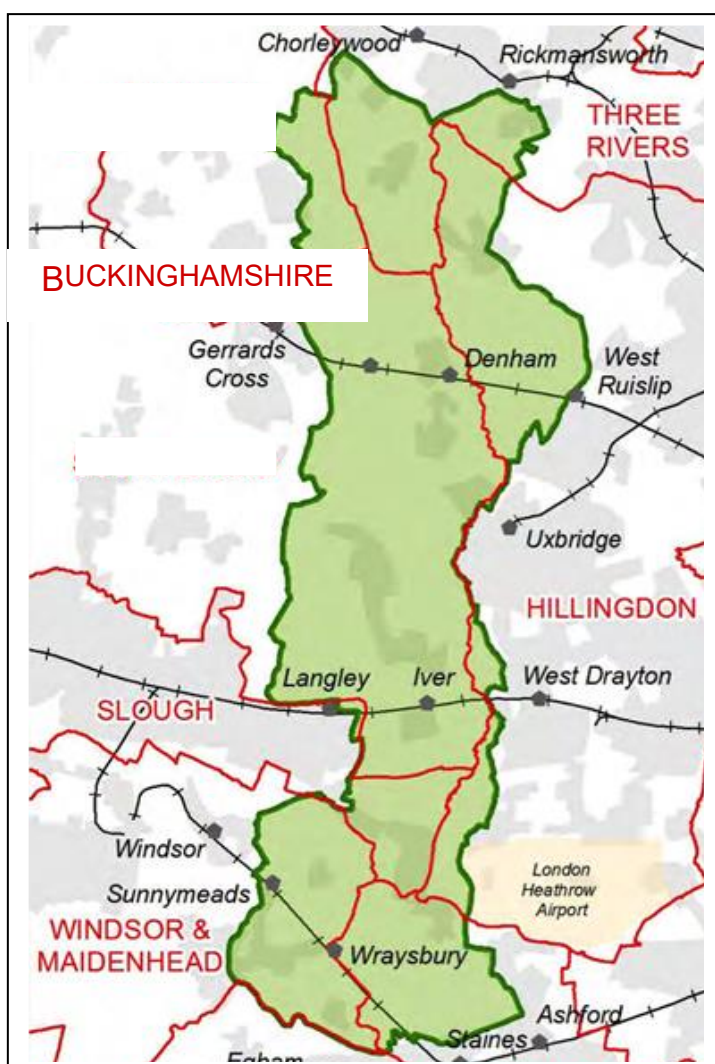 Chorleywood
Rickmansworth
THREE
RIVERS
BUCKINGHAMSHIRE
Gerrards
Cross
Denham
West
Ruislip
Uxbridge
HILLINGDON
Langley
Iver
West Drayton
SLOUGH
Windsor
Sunnymeads
London
Heathrow
Airport
WINDSOR &
MAIDENHEAD
Wraysbury
Ashford
Staines
Egham